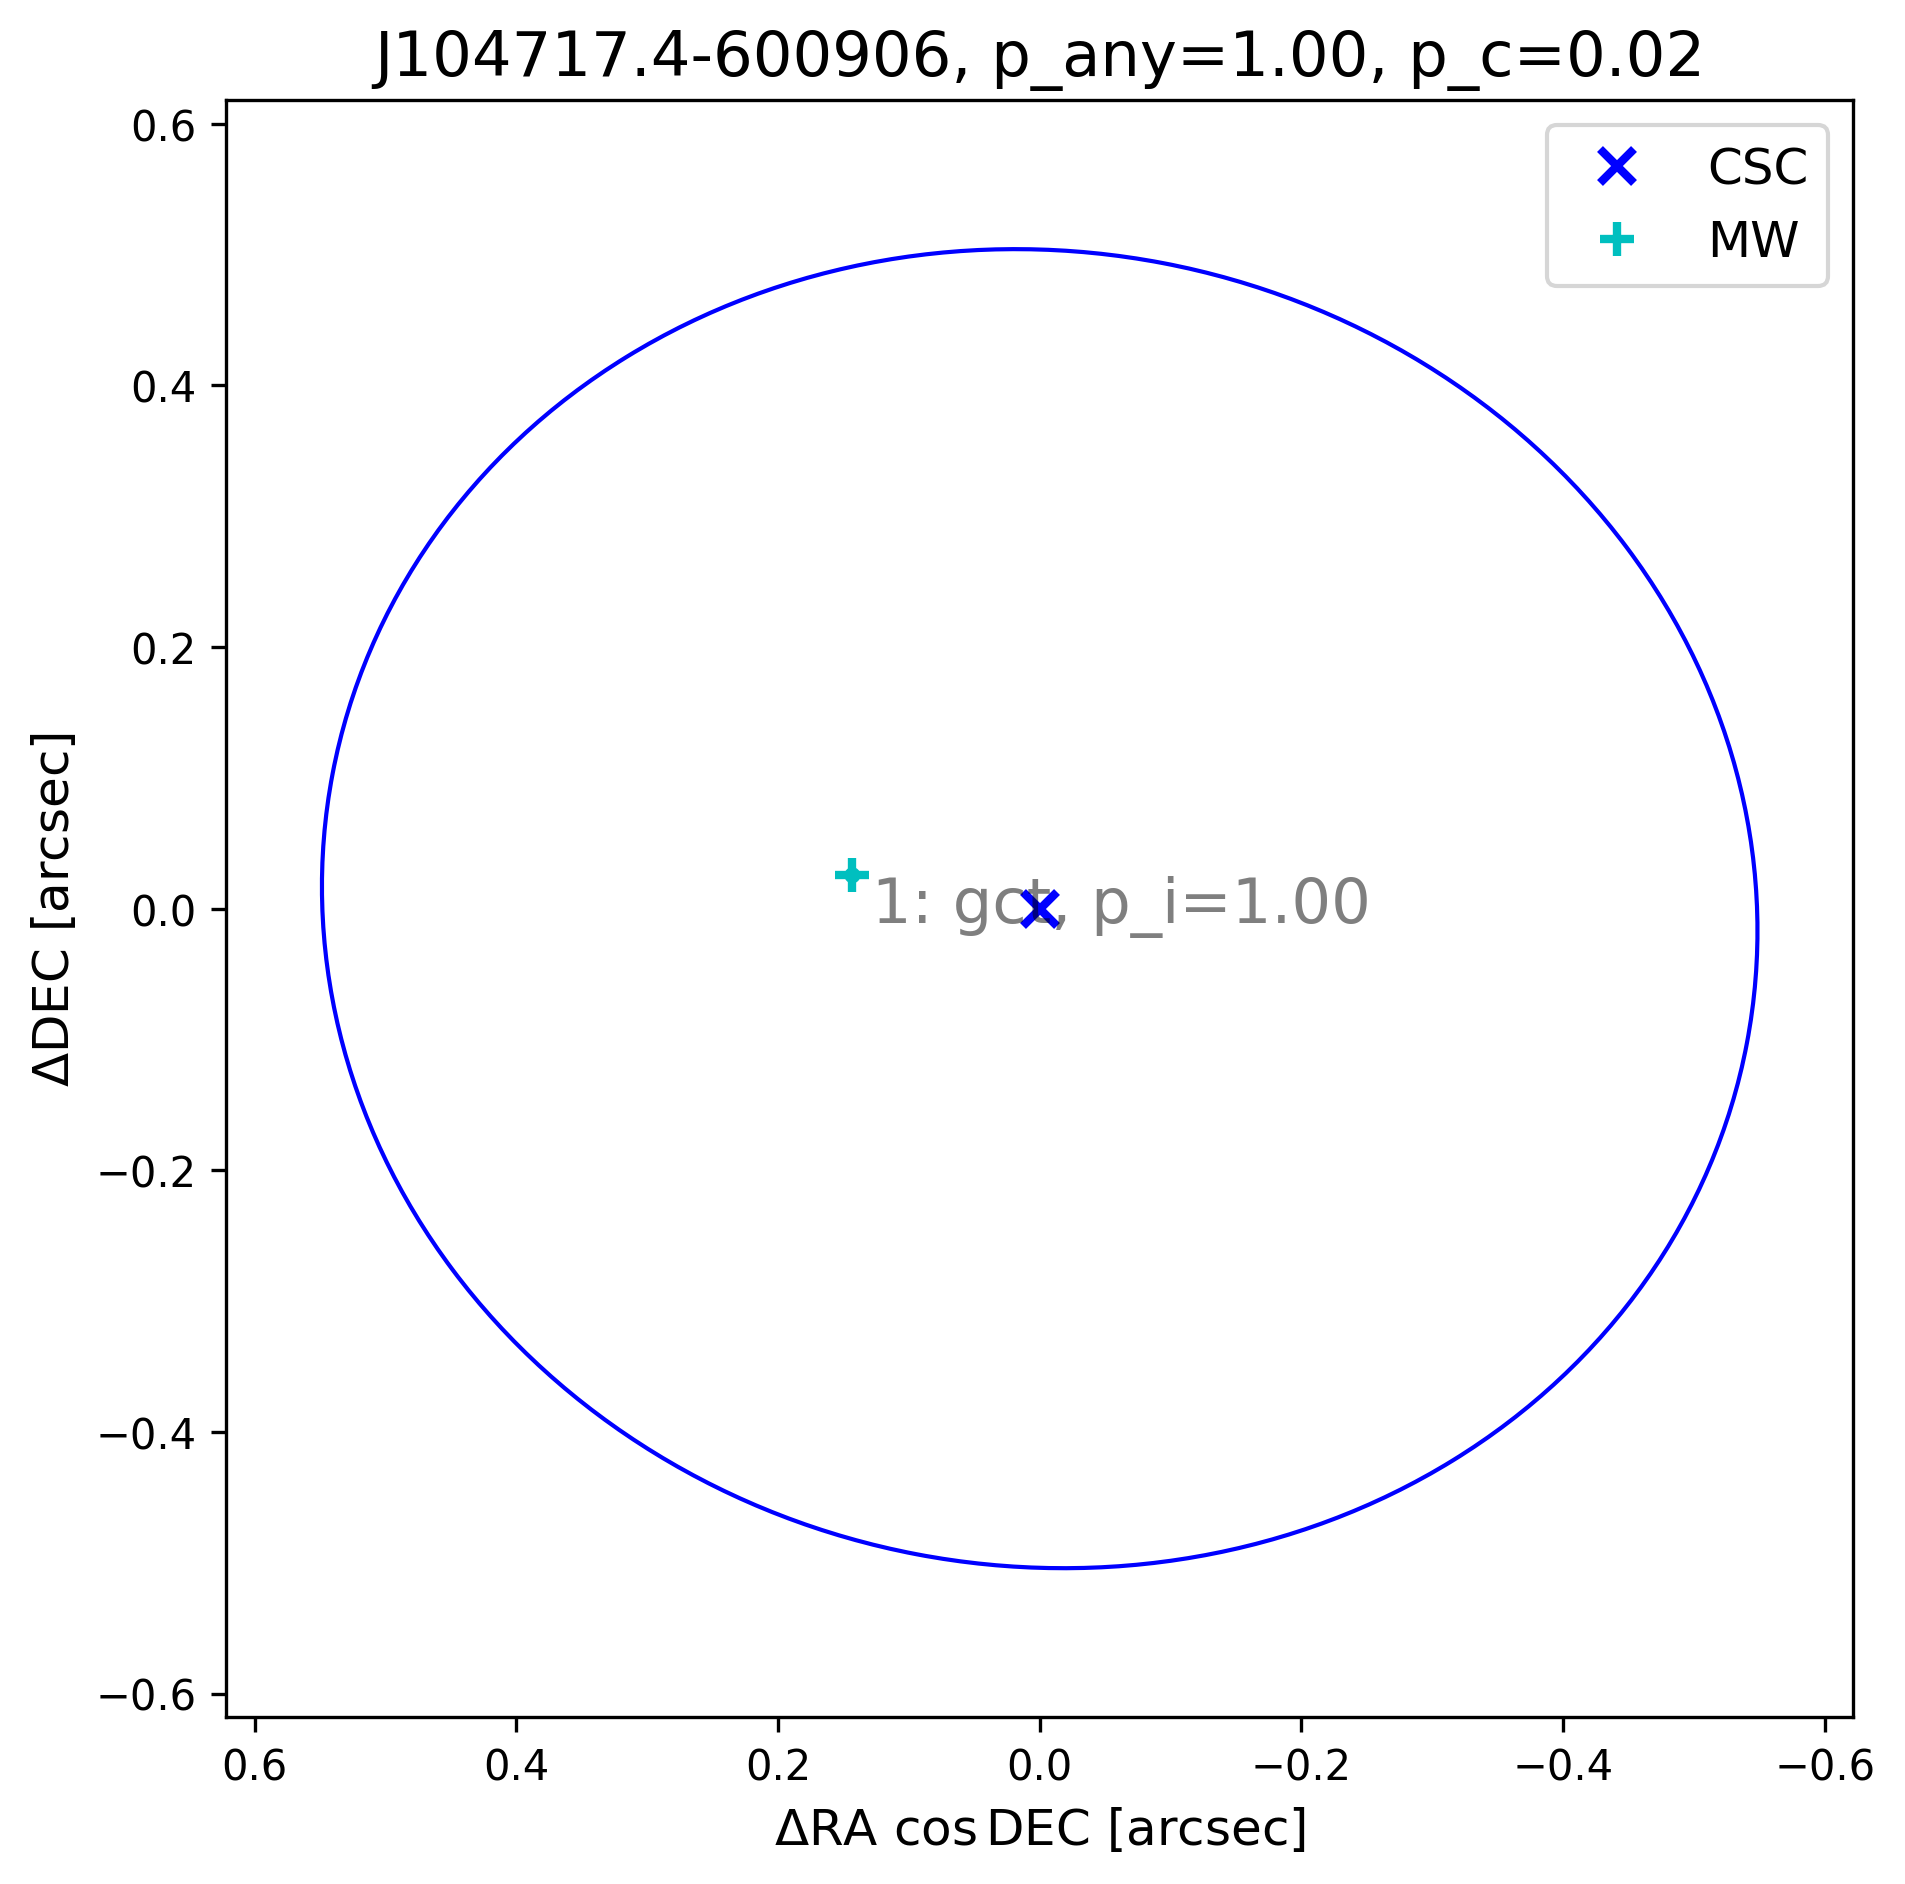 J104717.4-600906, p_any=1.00, p_c=0.02
CSC
MW
0.6
0.4
0.2
0.0
−0.2
−0.4
−0.6
ΔDEC [arcsec]
1: gct, p_i=1.00
0.6 0.4 0.2 0.0 −0.2 −0.4 −0.6
ΔRA cos DEC [arcsec]